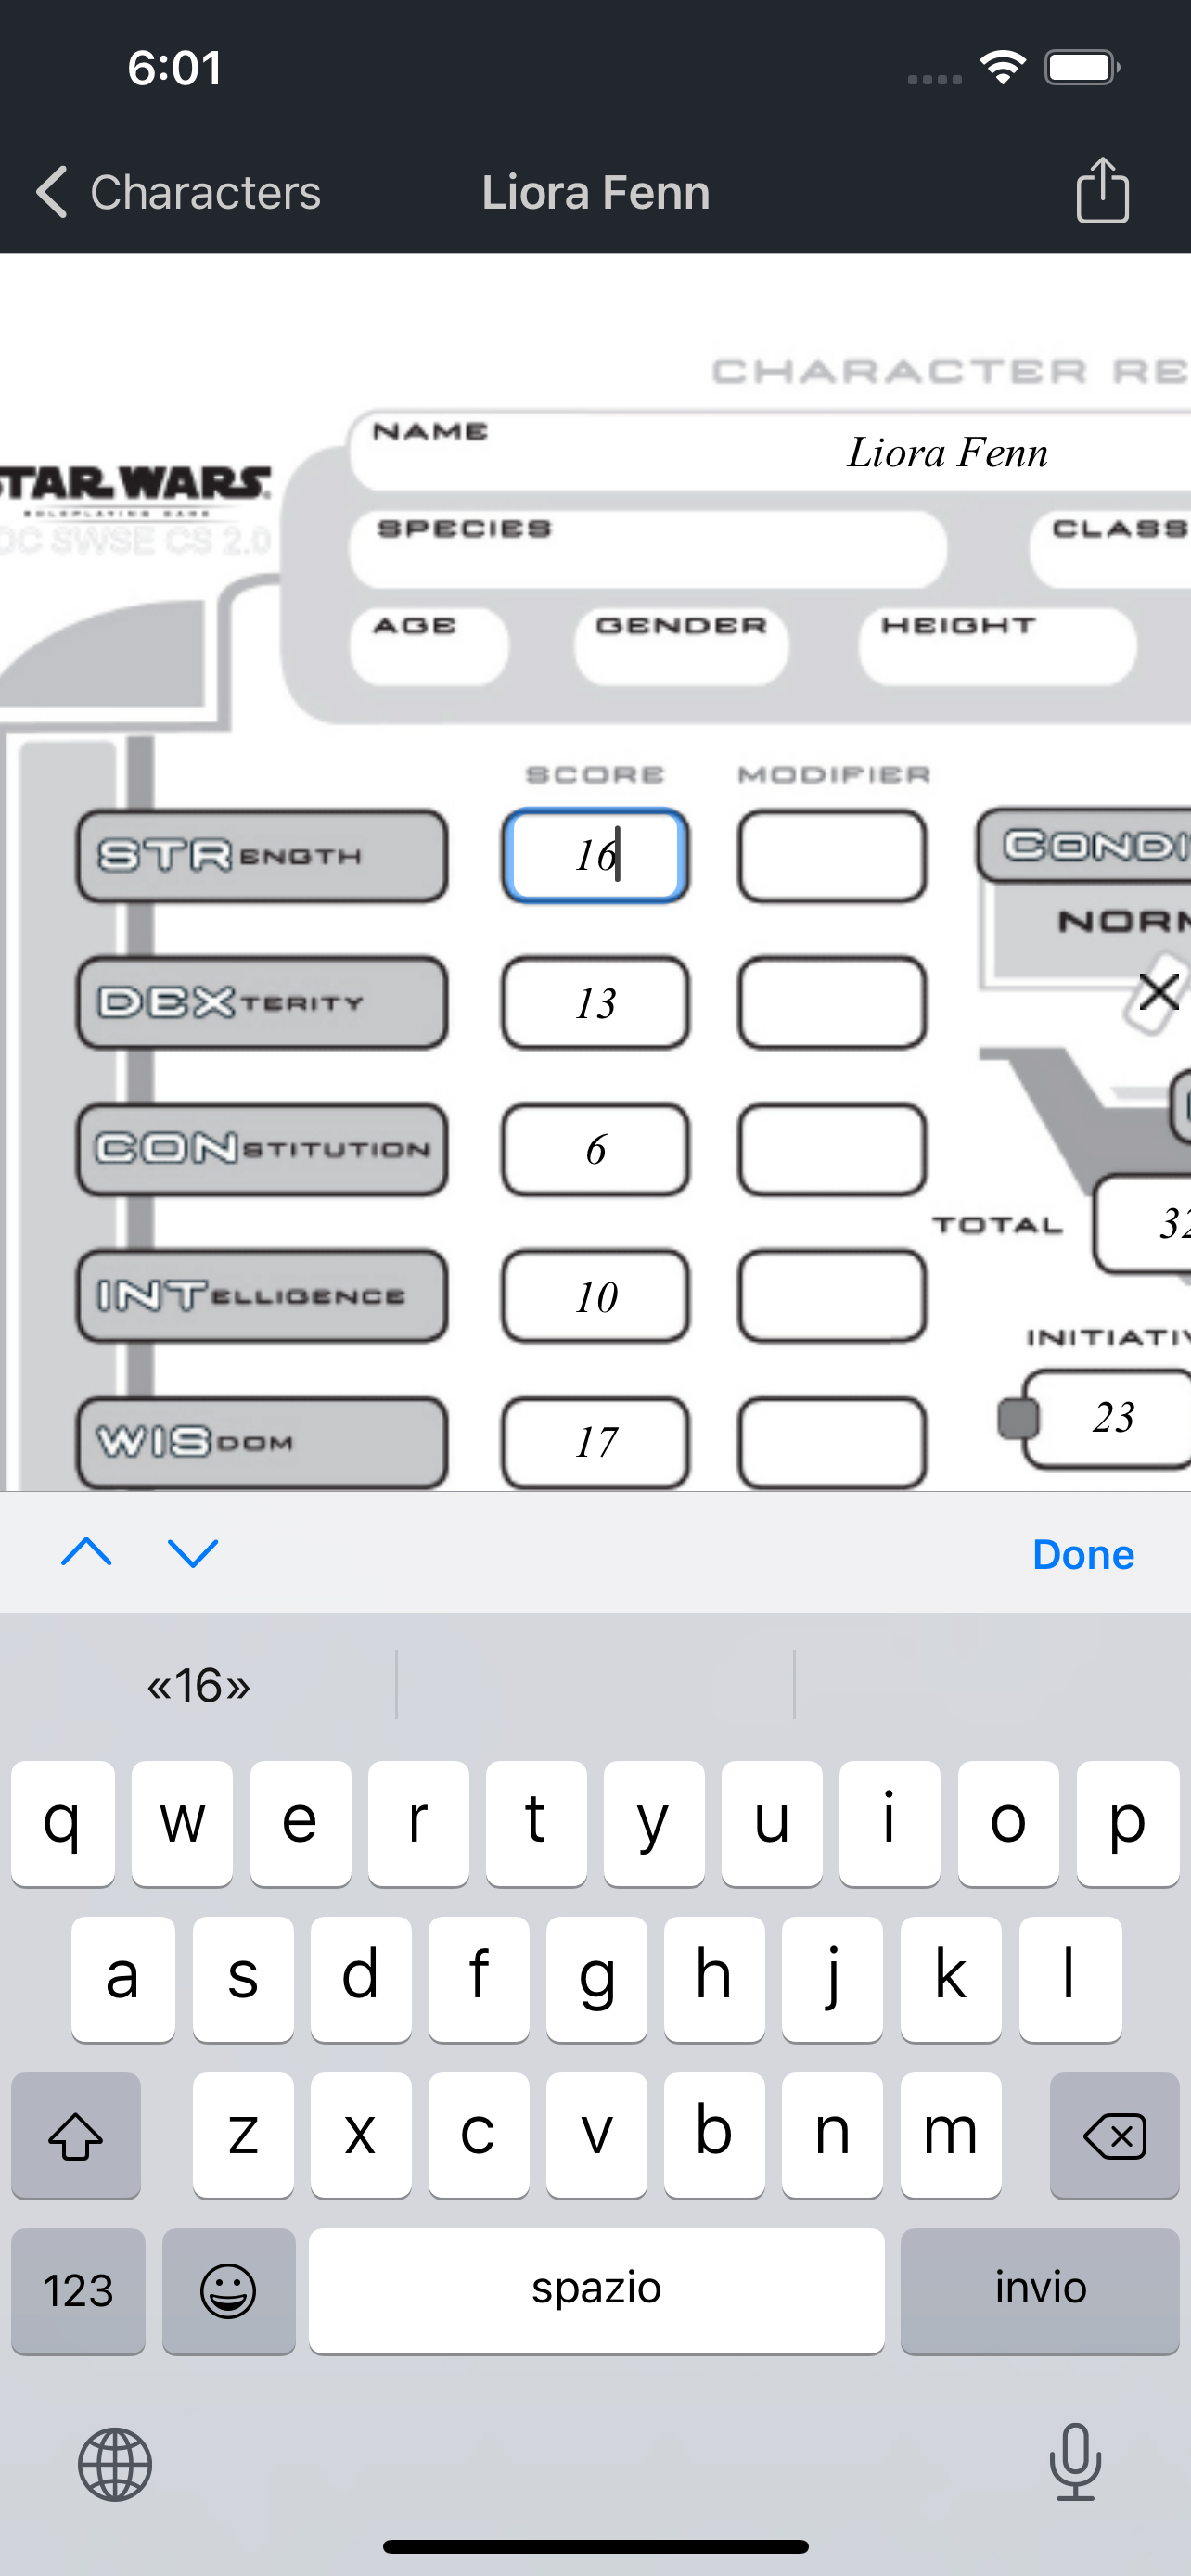 6:01
Characters
Liora Fenn
CHARACTER RE
NAME
Liora Fenn
STAR WARS
ROLEPLAYING GAME
DC SWSE CS 2.0
SPECIES
CLASS
AGE
GENDER
HEIGHT
SCORE
MODIFIER
STRENGTH
16
CONDI
NORM
DEXTERITY
13
CONSTITUTION
6
TOTAL
32
INTELLIGENCE
10
INITIATIV
WISDOM
17
23
Done
«16»
q w e r t y u i o p
a s d f g h j k l
z x c v b n m
123
spazio
invio